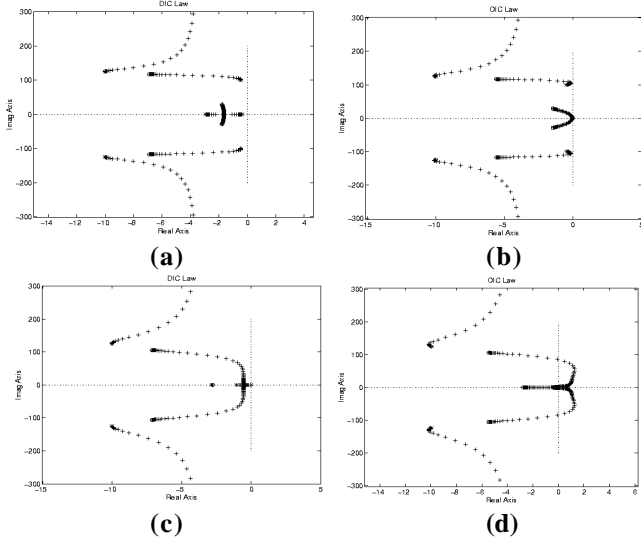 DIC Law
300
200
100
0
−100
−200
−300
Imag Axis
−14 −12 −10 −8 −6 −4 −2 0 2 4
Real Axis
(a)
OIC Law
300
200
100
0
−100
−200
−300
Imag Axis
−15 −10 −5 0 5
Real Axis
(b)
DIC Law
300
200
100
0
−100
−200
−300
Imag Axis
−15 −10 −5 0 5
Real Axis
(c)
OIC Law
300
200
100
0
−100
−200
−300
Imag Axis
−14 −12 −10 −8 −6 −4 −2 0 2 4 6
Real Axis
(d)